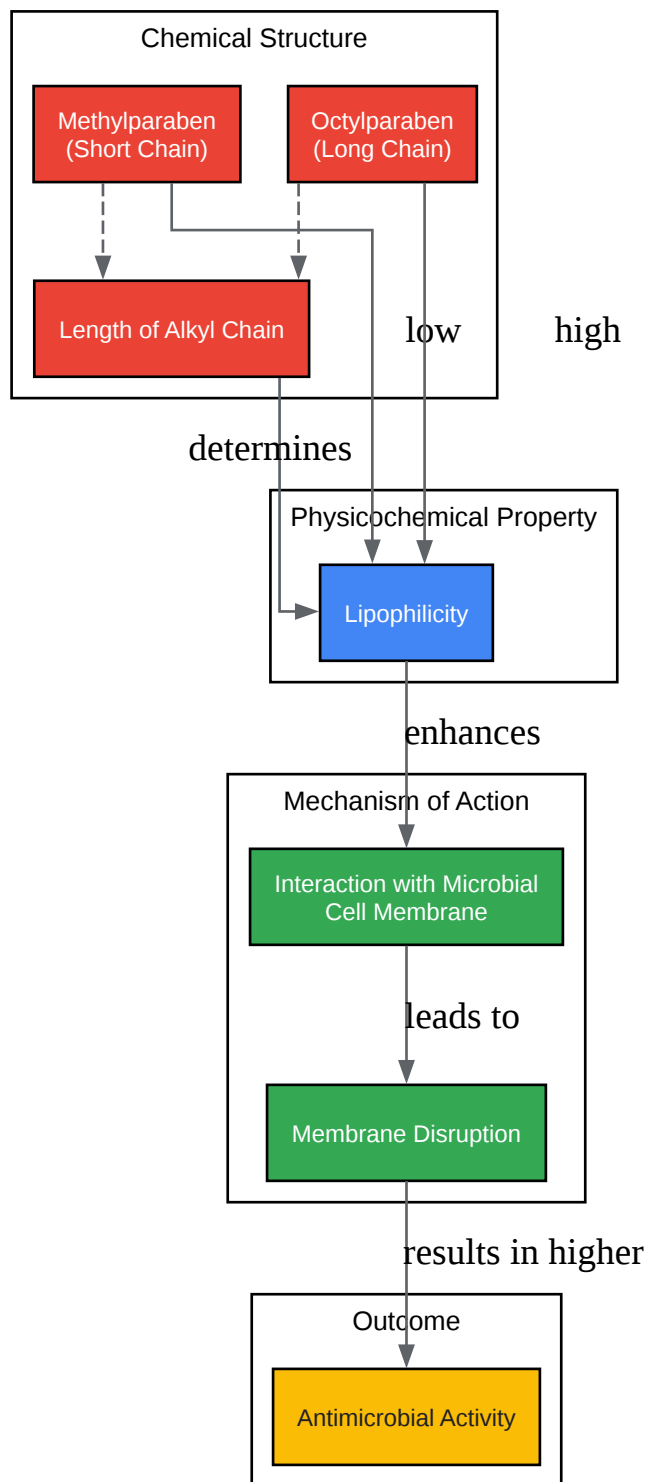 Chemical Structure
Methylparaben
(Short Chain)
Octylparaben
(Long Chain)
Length of Alkyl Chain
low
high
determines
Physicochemical Property
Lipophilicity
enhances
Mechanism of Action
Interaction with Microbial
Cell Membrane
leads to
Membrane Disruption
results in higher
Outcome
Antimicrobial Activity